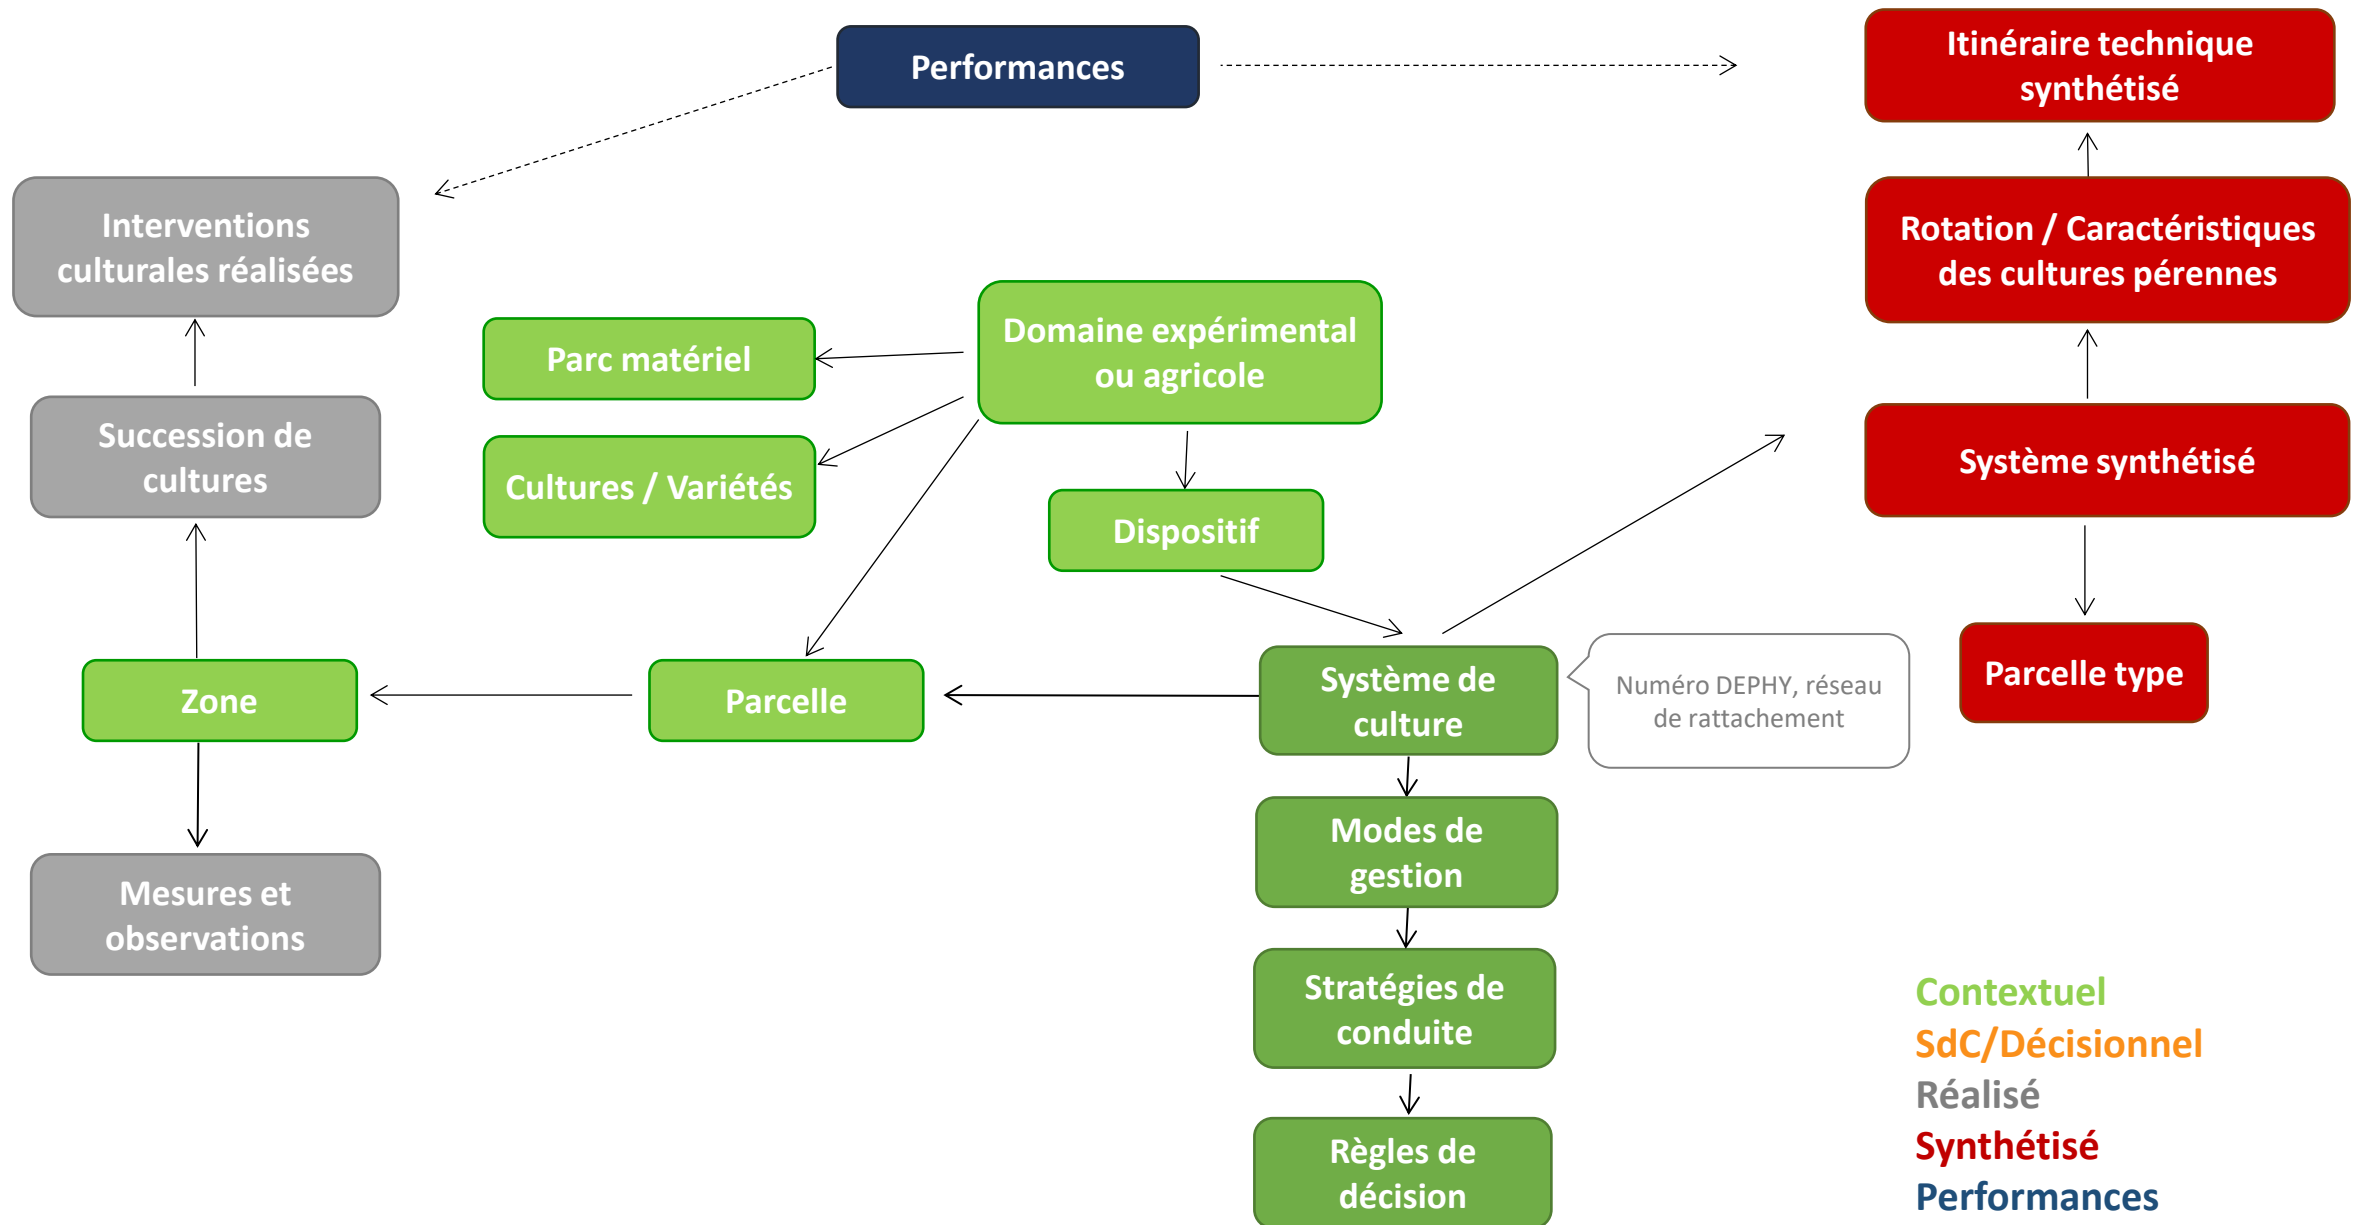 Performances
Itinéraire technique
synthétisé
Interventions
culturales réalisées
Rotation / Caractéristiques
des cultures pérennes
Parc matériel
Domaine expérimental
ou agricole
Succession de
cultures
Cultures / Variétés
Système synthétisé
Dispositif
Zone
Parcelle
Système de
culture
Numéro DEPHY, réseau
de rattachement
Parcelle type
Modes de
gestion
Mesures et
observations
Stratégies de
conduite
Règles de
décision
Contextuel
SdC/Décisionnel
Réalisé
Synthétisé
Performances